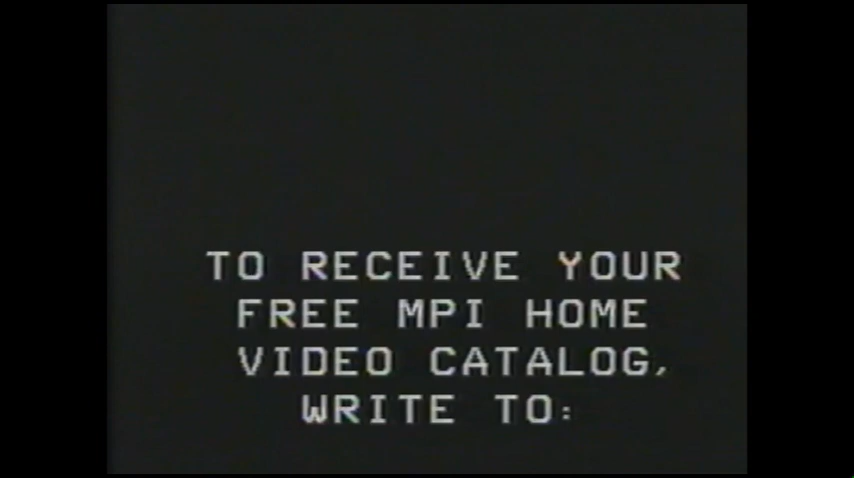 TO RECEIVE YOUR
FREE MPI HOME
VIDEO CATALOG,
WRITE TO: